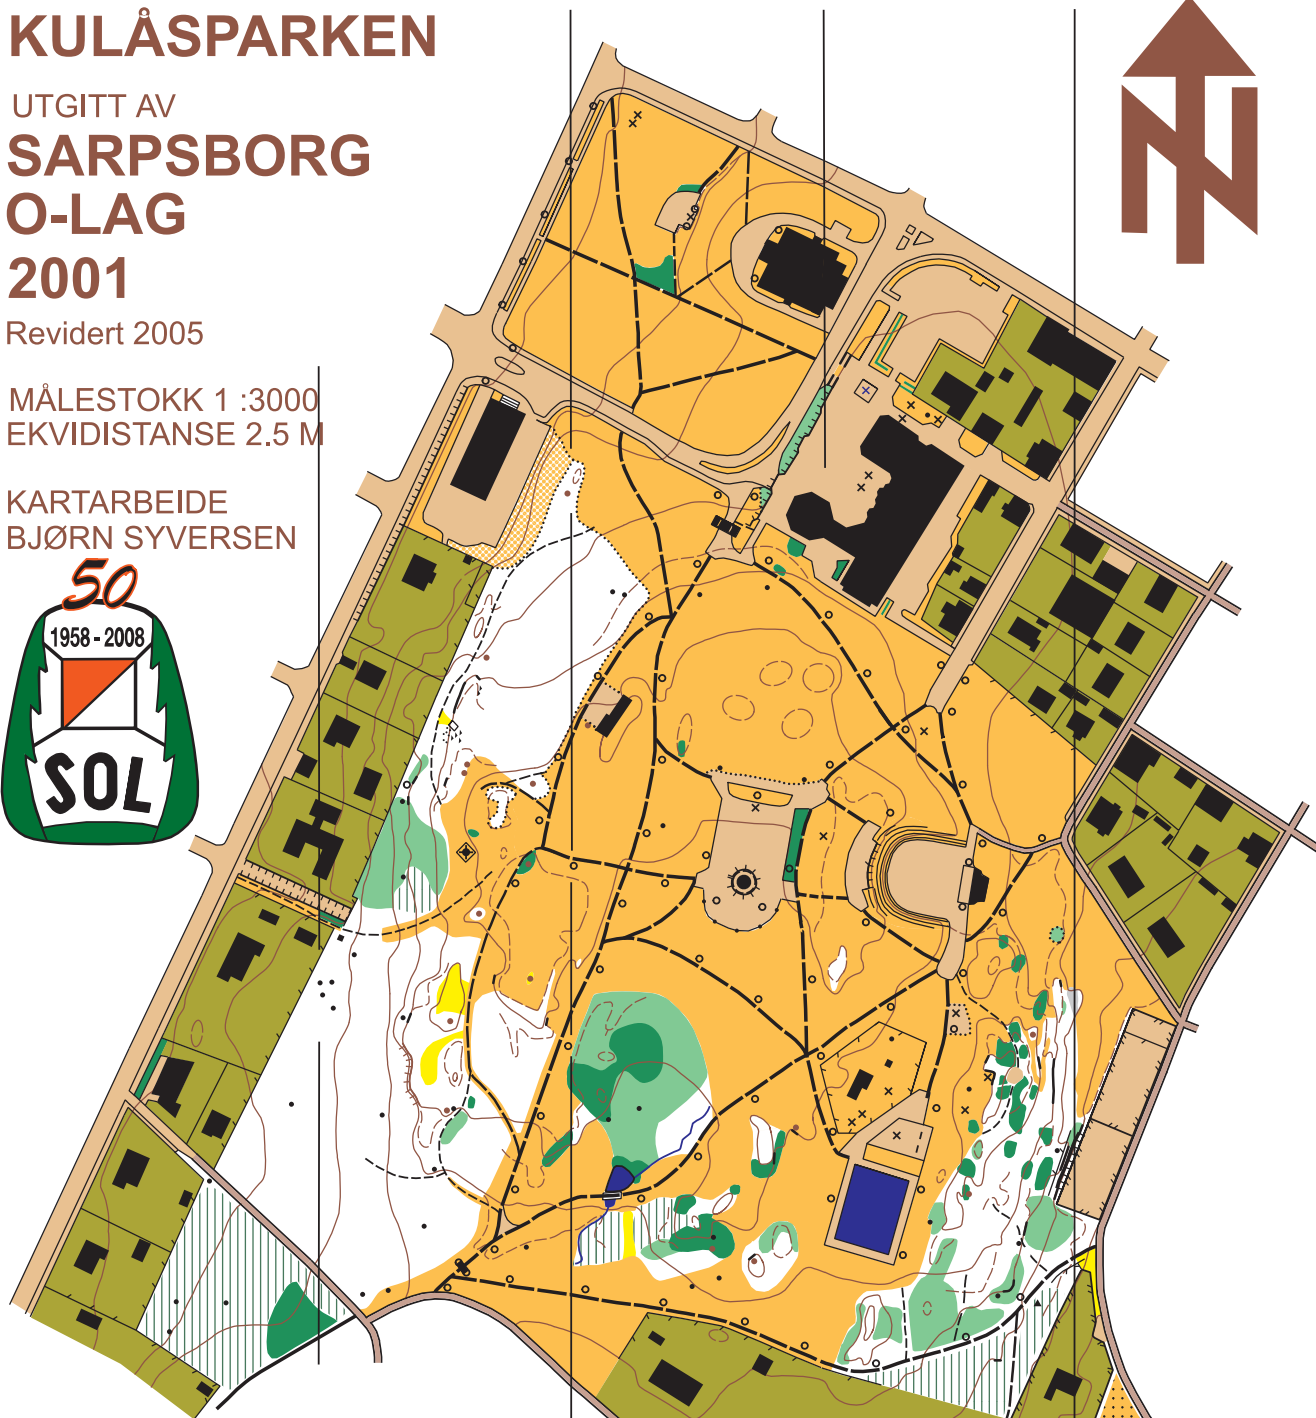 KULÅSPARKEN
UTGITT AV
SARPSBORG
O-LAG
2001
Revidert 2005
MÅLESTOKK 1 :3000
EKVIDISTANSE 2.5 M
KARTARBEIDE
BJØRN SYVERSEN
50
1958 - 2008
SOL
N